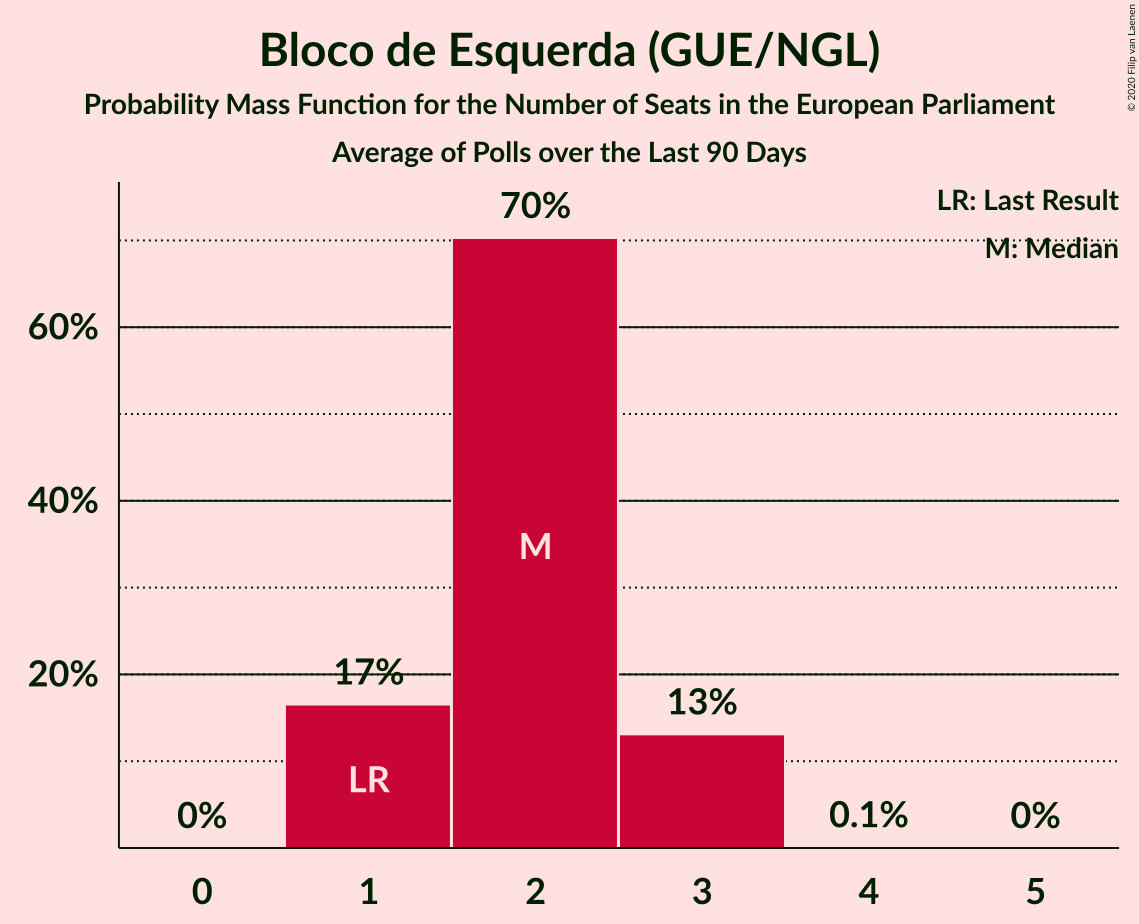 Bloco de Esquerda (GUE/NGL)
Probability Mass Function for the Number of Seats in the European Parliament
Average of Polls over the Last 90 Days
© 2020 Filip van Laenen
LR: Last Result
M: Median
70%
60%
40%
M
20%
17%
13%
LR
0%
0.1%
0%
0 1 2 3 4 5